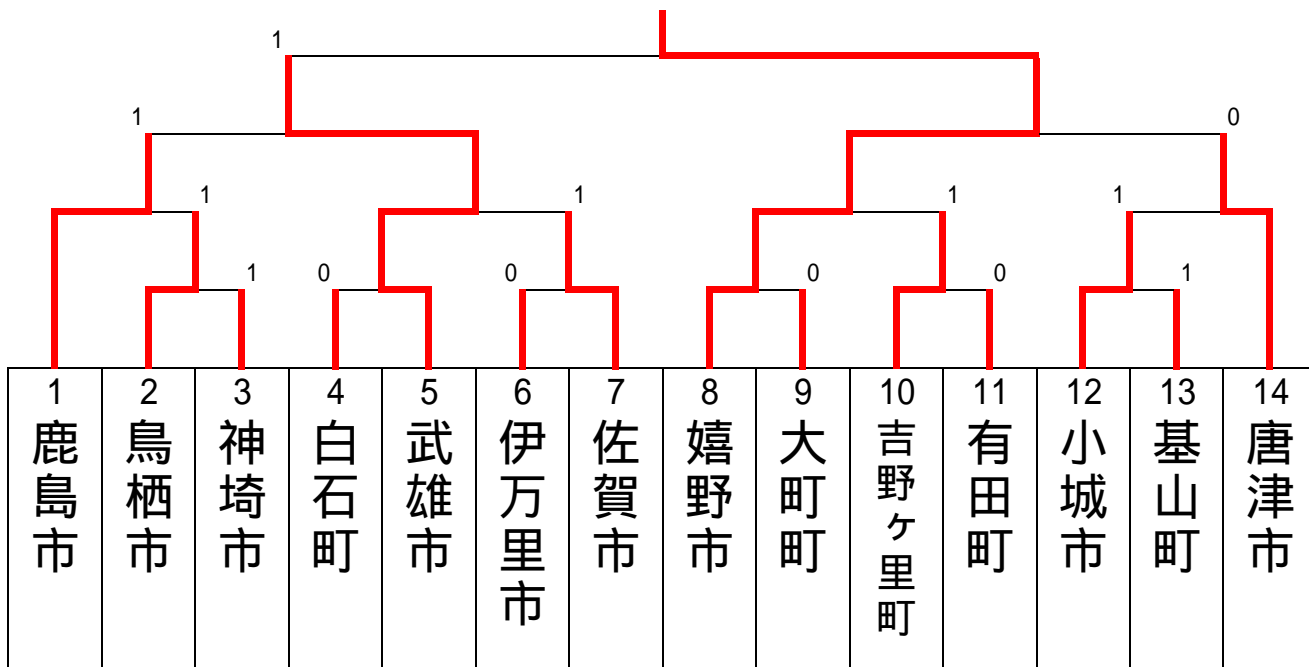 1
1
0
1
1
1
1
1
0
0
0
0
1
1
2
3
4
5
6
7
8
9
10
11
12
13
14
鹿島市
鳥栖市
神埼市
白石町
武雄市
伊万里市
佐賀市
嬉野市
大町町
吉野ヶ里町
有田町
小城市
基山町
唐津市